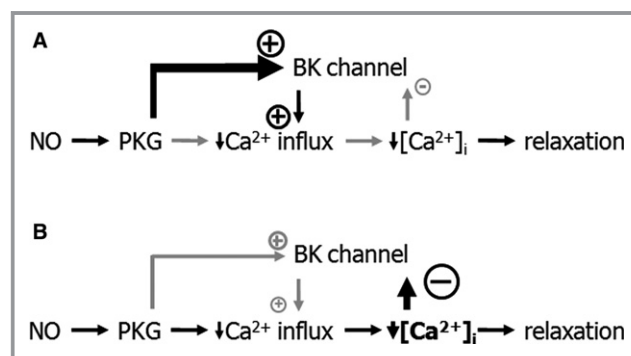 A
⊕
BK channel
⊕ ⊖
NO → PKG → ↓Ca²⁺ influx → ↓[Ca²⁺]ᵢ → relaxation
B
⊕
BK channel
⊕ ⊖
NO → PKG → ↓Ca²⁺ influx → ↓[Ca²⁺]ᵢ → relaxation